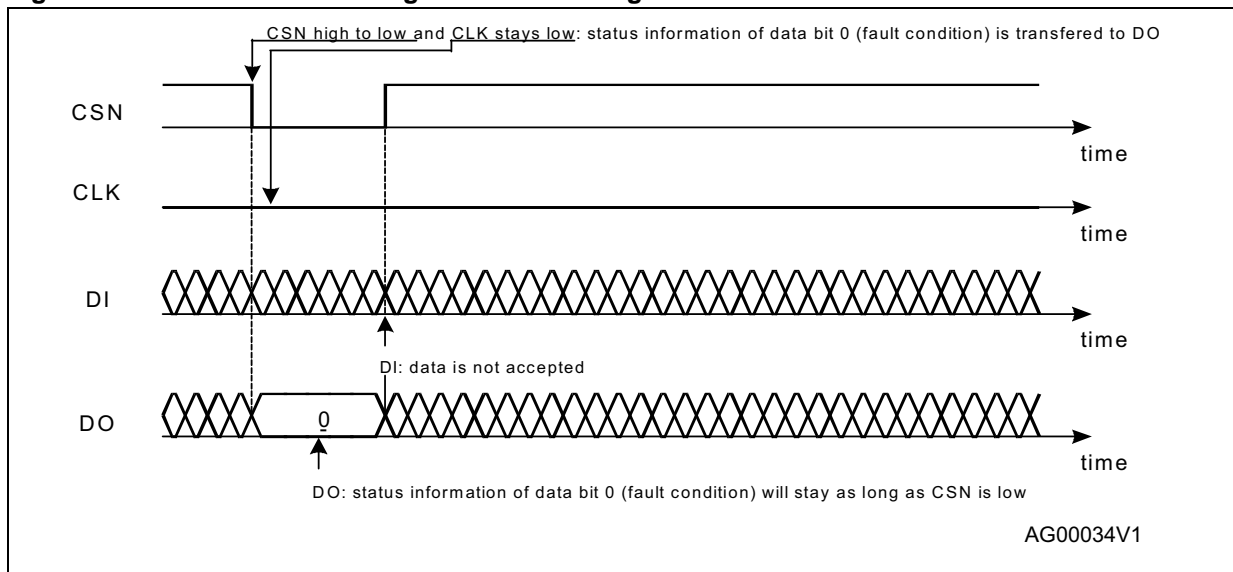 CSN high to low and CLK stays low: status information of data bit 0 (fault condition) is transfered to DO
CSN
time
CLK
time
DI
time
DI: data is not accepted
DO
0
time
DO: status information of data bit 0 (fault condition) will stay as long as CSN is low
AG00034V1